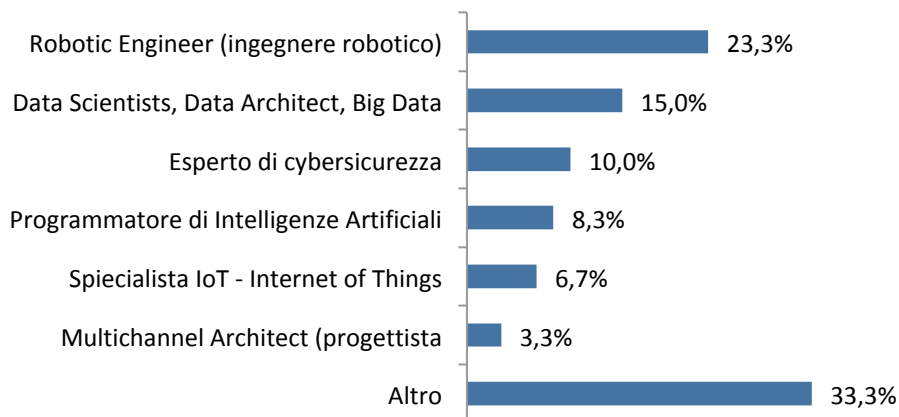 Robotic Engineer (ingegnere robotico) 23,3%
Data Scientists, Data Architect, Big Data 15,0%
Esperto di cybersicurezza 10,0%
Programmatore di Intelligenze Artificiali 8,3%
Spiecialista IoT - Internet of Things 6,7%
Multichannel Architect (progettista 3,3%
Altro 33,3%